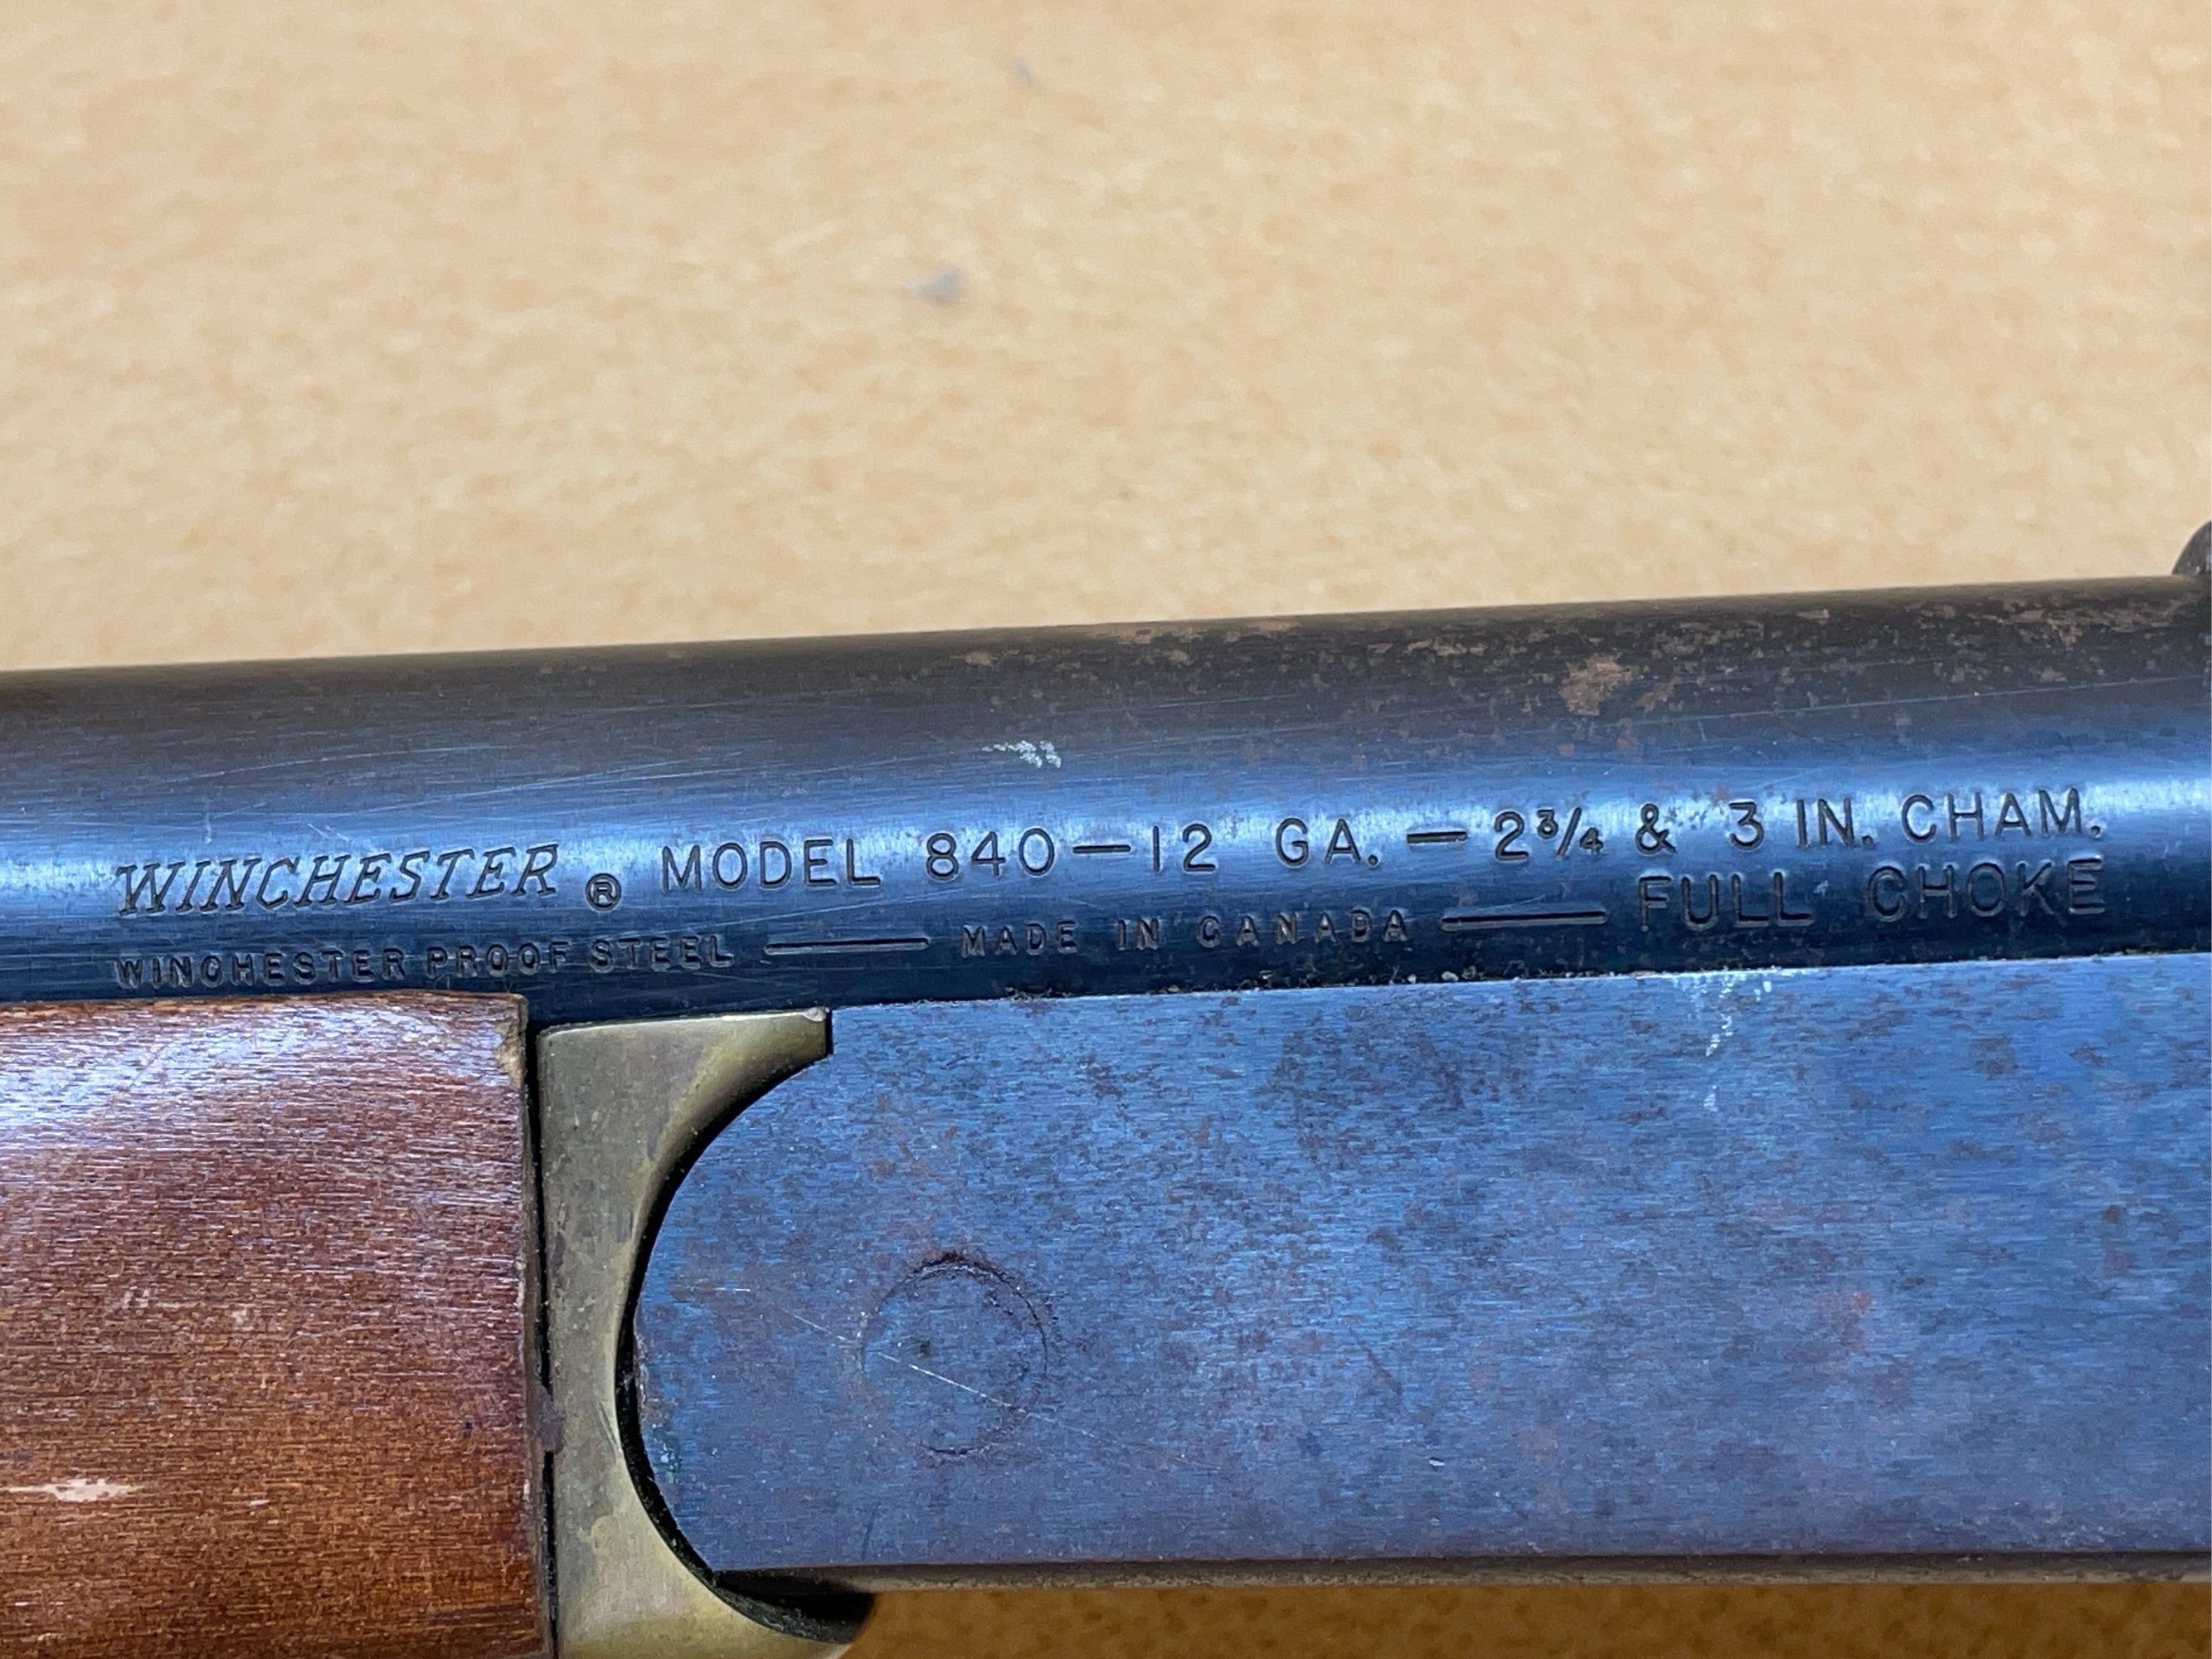 WINCHESTER ® MODEL 840—12 GA.—2¾ & 3 IN. CHAM.
WINCHESTER PROOF STEEL —— MADE IN CANADA —— FULL CHOKE